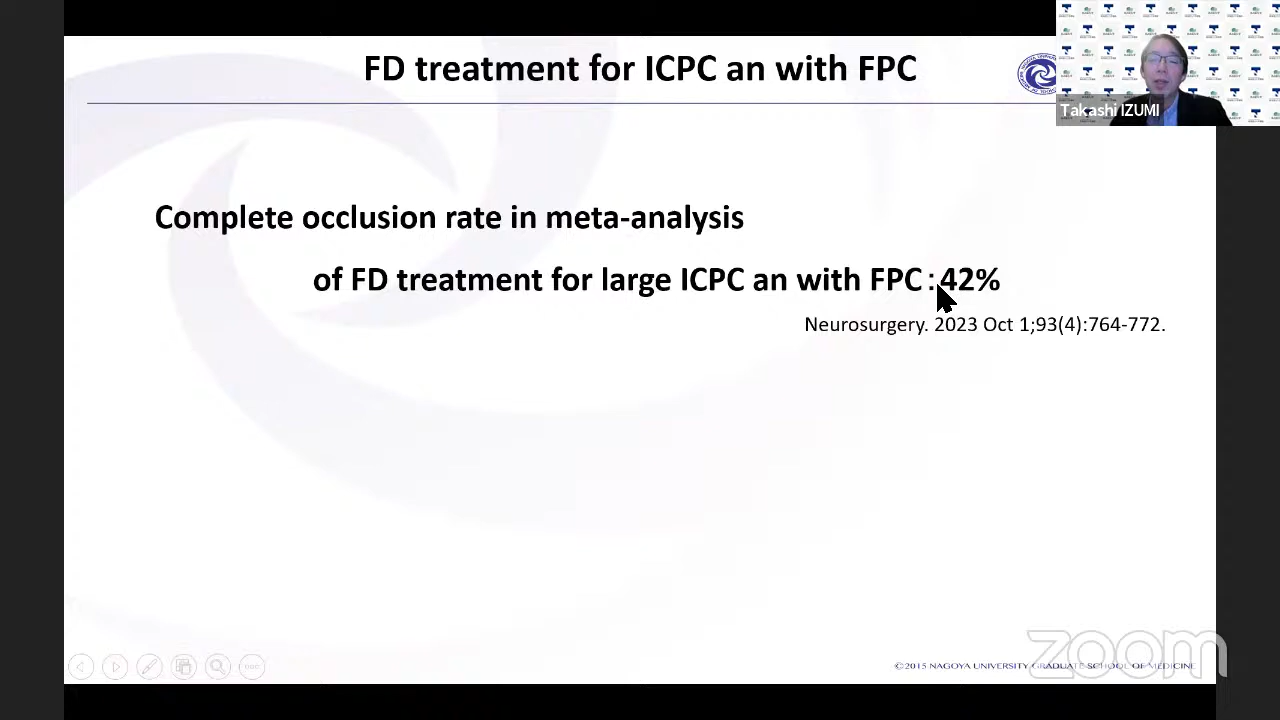 FD treatment for ICPC an with FPC
Takashi IZUMI
Complete occlusion rate in meta-analysis
of FD treatment for large ICPC an with FPC:42%
Neurosurgery. 2023 Oct 1;93(4):764-772.
zoom
©2015 NAGOYA UNIVERSITY GRADUATE SCHOOL OF MEDICINE